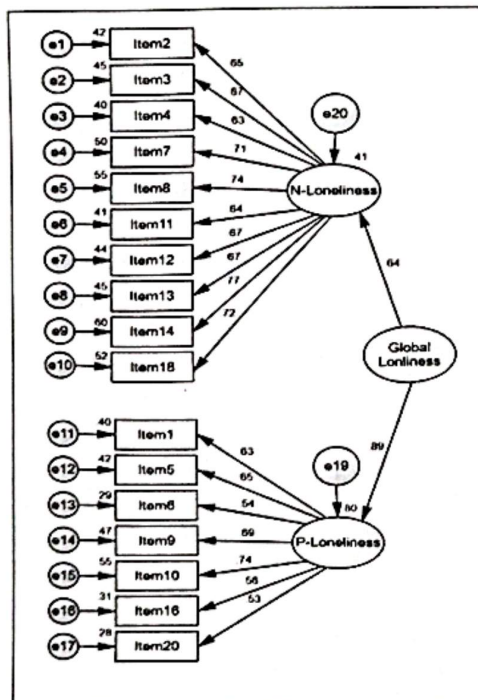 e1 42 Item2 65
e2 45 Item3 67
e3 40 Item4 63
e4 50 Item7 71
e5 55 Item8 74
e6 41 Item11 64
e7 44 Item12 67
e8 45 Item13 67
e9 60 Item14 77
e10 52 Item18 72
e20
41
N-Loneliness
64
Global
Lonliness
89
e11 40 Item1 63
e12 42 Item5 65
e13 29 Item6 54
e14 47 Item9 69
e15 55 Item10 74
e16 31 Item16 56
e17 28 Item20 53
e19
80
P-Loneliness